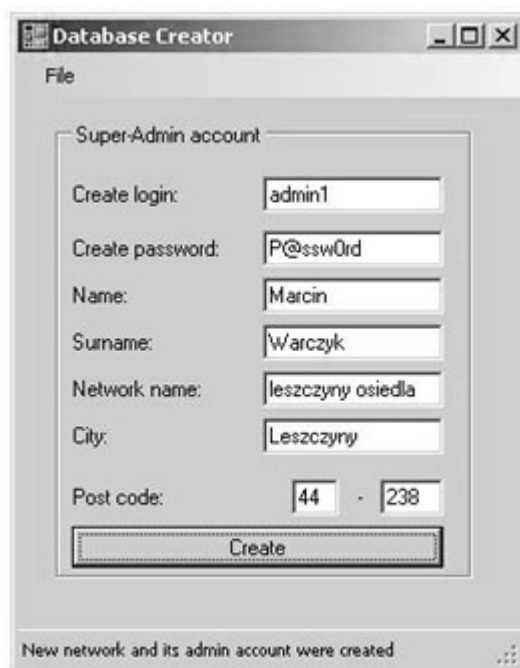 Database Creator
File
Super-Admin account
Create login: admin1
Create password: P@ssw0rd
Name: Marcin
Surname: Warczyk
Network name: leszczyny osiedla
City: Leszczyny
Post code: 44 - 238
Create
New network and its admin account were created